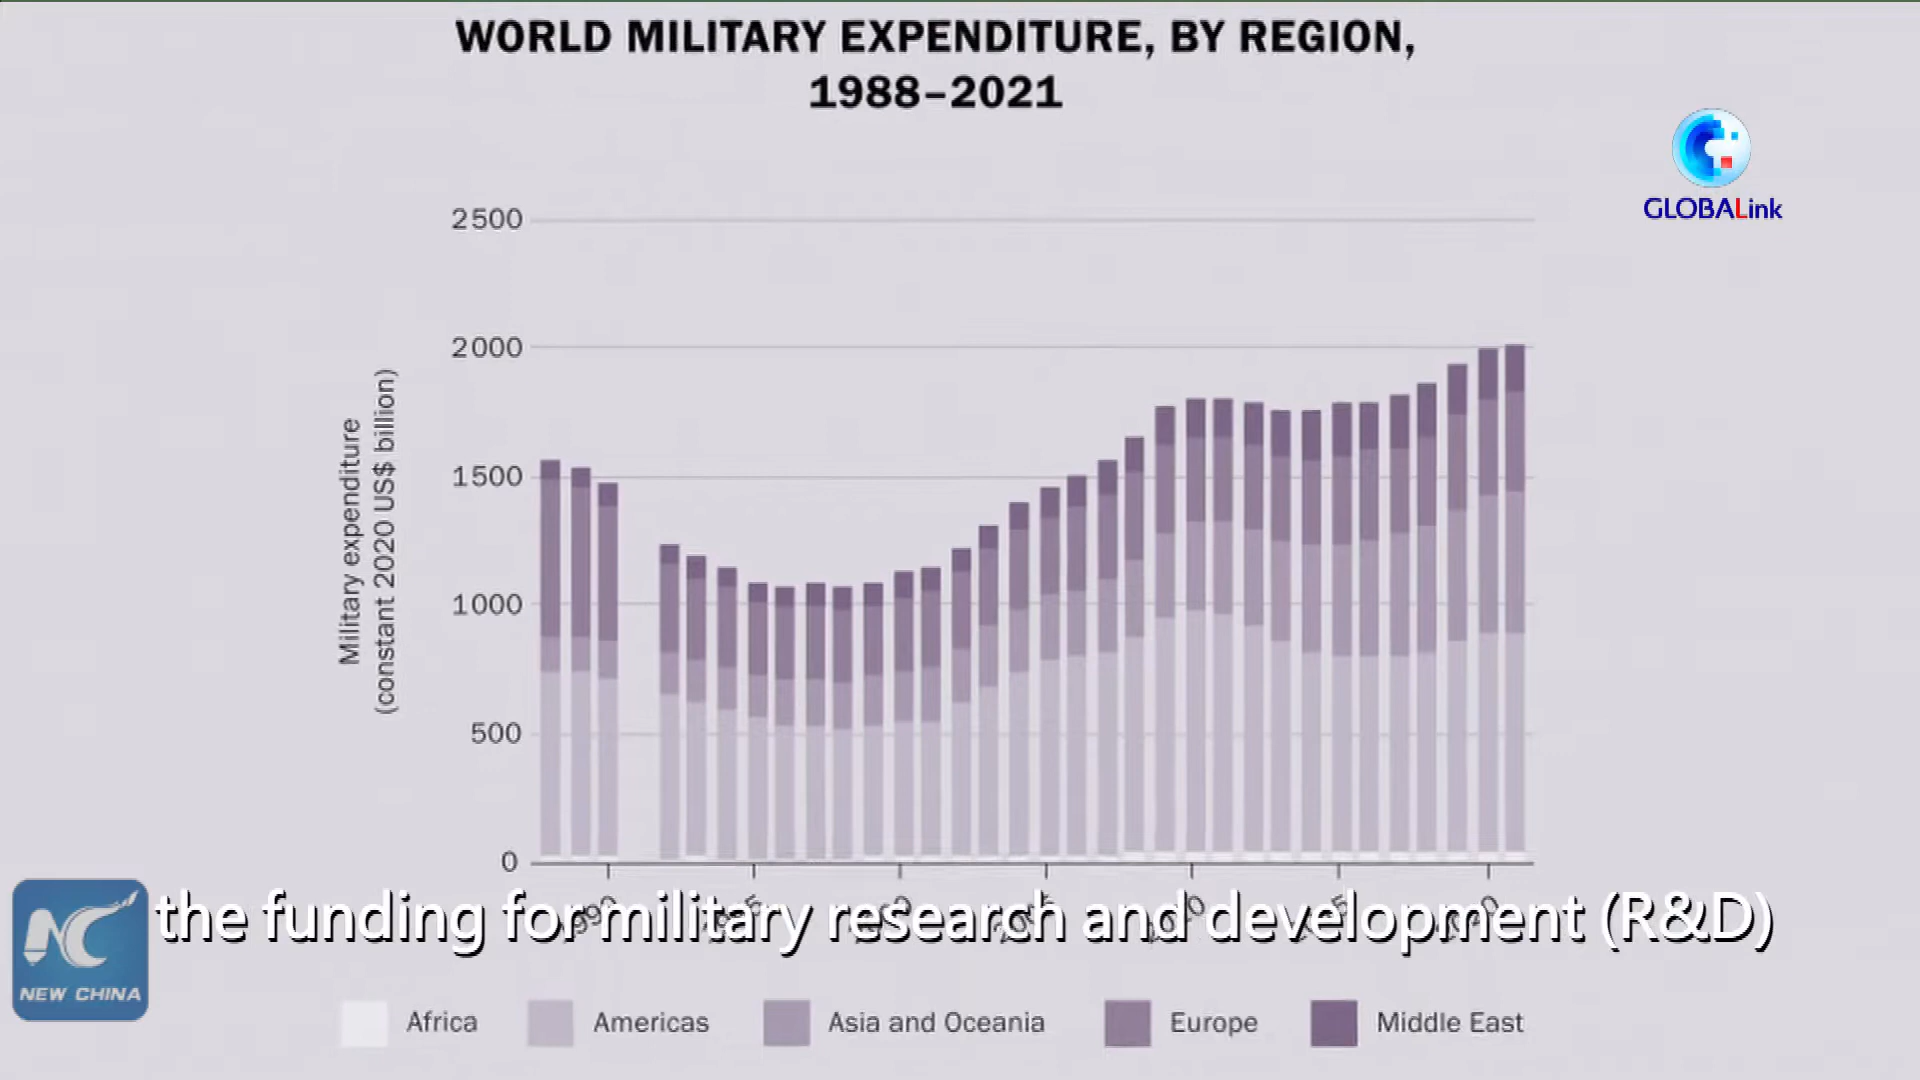 WORLD MILITARY EXPENDITURE, BY REGION,
1988–2021
GLOBALink
2500
2000
1500
1000
500
0
Military expenditure
(constant 2020 US$ billion)
the funding for military research and development (R&D)
NEW CHINA
Africa
Americas
Asia and Oceania
Europe
Middle East